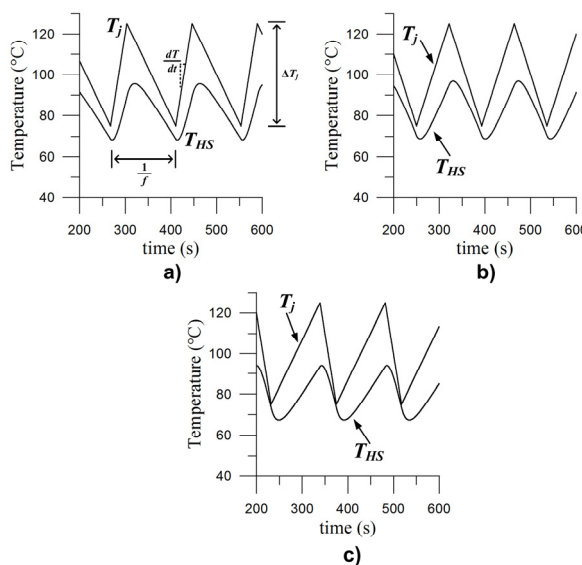 120
100
80
60
40
Temperature (°C)
T_j
dT
dt
ΔT_j
T_HS
1
f
200 300 400 500 600
time (s)
a)
120
100
80
60
40
Temperature (°C)
T_j
T_HS
200 300 400 500 600
time (s)
b)
120
100
80
60
40
Temperature (°C)
T_j
T_HS
200 300 400 500 600
time (s)
c)